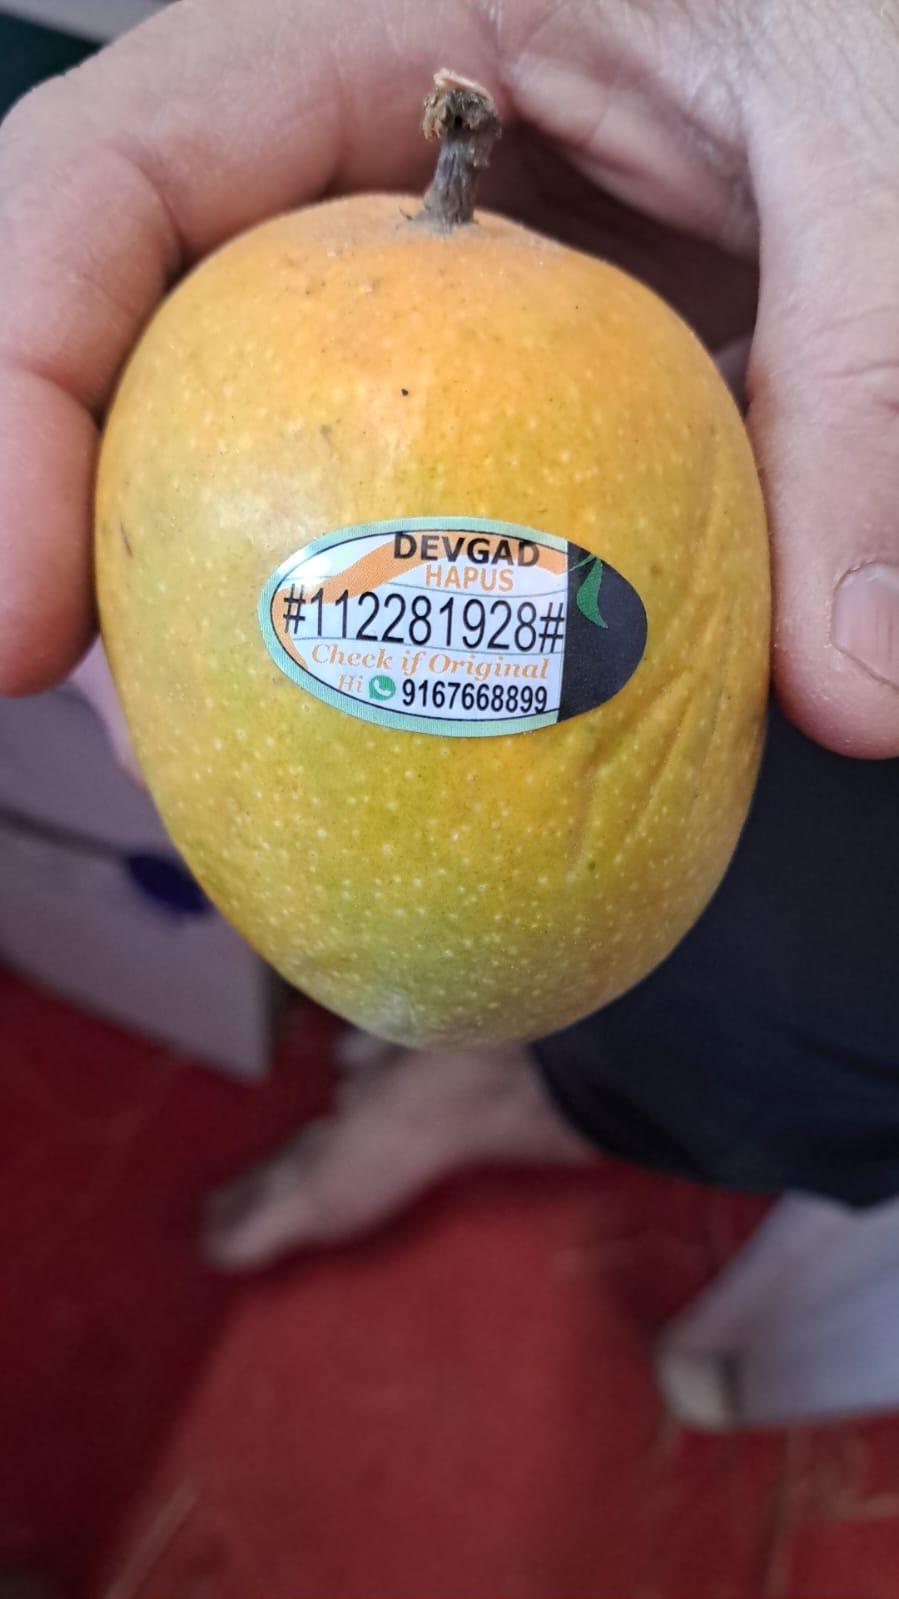 DEVGAD
HAPUS
#112281928#
Check if Original
Hi 9167668899